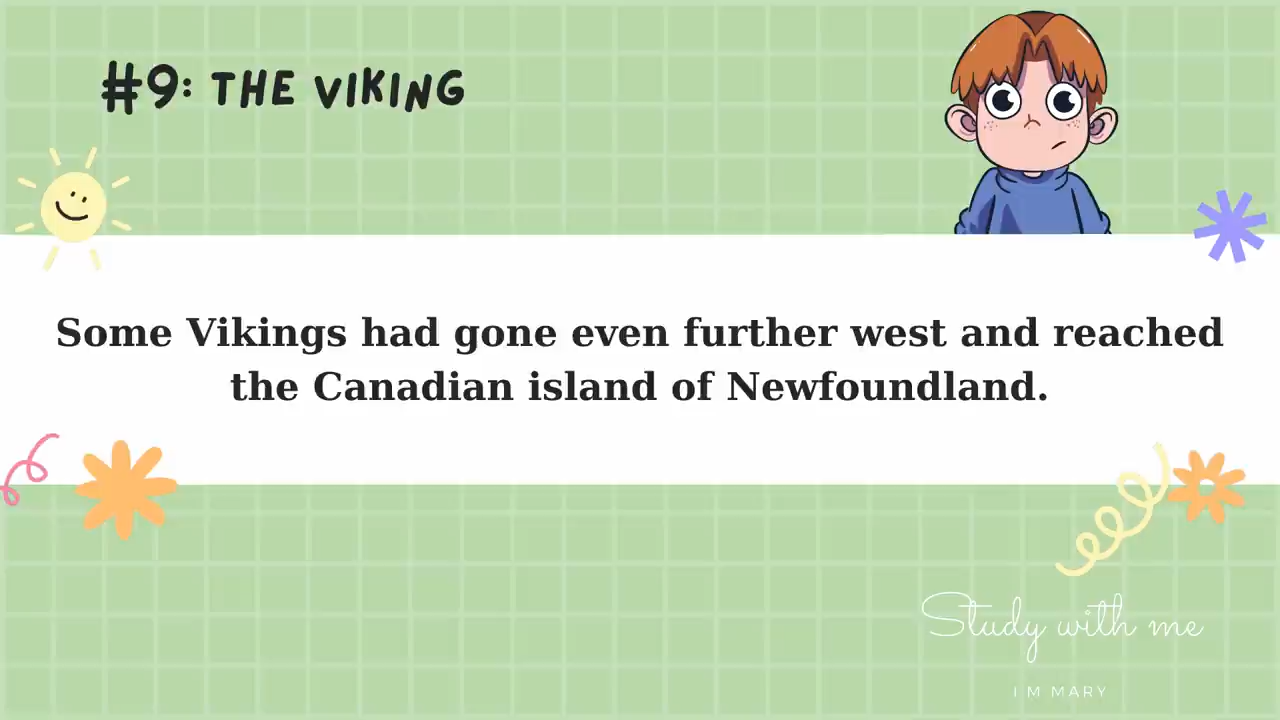 #9: THE VIKING
Some Vikings had gone even further west and reached
the Canadian island of Newfoundland.
Study with me
I M MARY